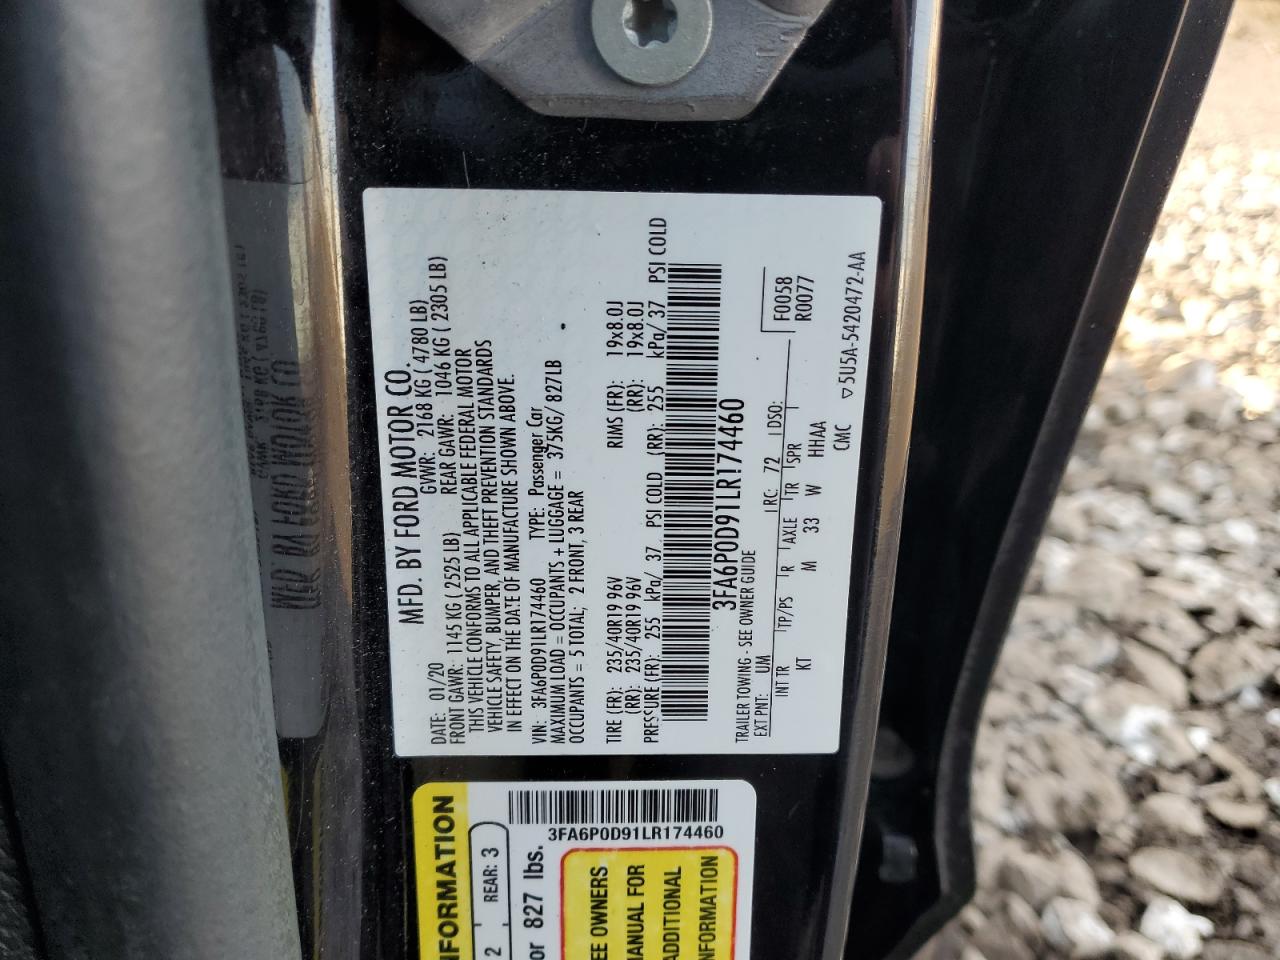 MFD. BY FORD MOTOR CO.
DATE: 01/20 GVWR: 2168 KG ( 4780 LB)
FRONT GAWR: 1145 KG ( 2525 LB) REAR GAWR: 1046 KG ( 2305 LB)
THIS VEHICLE CONFORMS TO ALL APPLICABLE FEDERAL MOTOR
VEHICLE SAFETY, BUMPER, AND THEFT PREVENTION STANDARDS
IN EFFECT ON THE DATE OF MANUFACTURE SHOWN ABOVE.
VIN: 3FA6P0D91LR174460 TYPE: Passenger Car
MAXIMUM LOAD = OCCUPANTS + LUGGAGE = 375KG/ 827LB
OCCUPANTS = 5 TOTAL; 2 FRONT, 3 REAR
TIRE (FR): 235/40R19 96V RIMS (FR): 19x8.0J
(RR): 235/40R19 96V (RR): 19x8.0J
PRESSURE (FR): 255 kPa/ 37 PSI COLD (RR): 255 kPa/ 37 PSI COLD
3FA6P0D91LR174460
TRAILER TOWING - SEE OWNER GUIDE
EXT PNT: UM RC: 72 DSO: F0058
R0077
INT TR TP/PS R AXLE TR SPR
KT M 33 W HHAA
CMC ▽5U5A-5420472-AA
INFORMATION
2 REAR: 3
3FA6P0D91LR174460
or 827 lbs.
EE OWNERS
ANUAL FOR
ADDITIONAL
NFORMATION